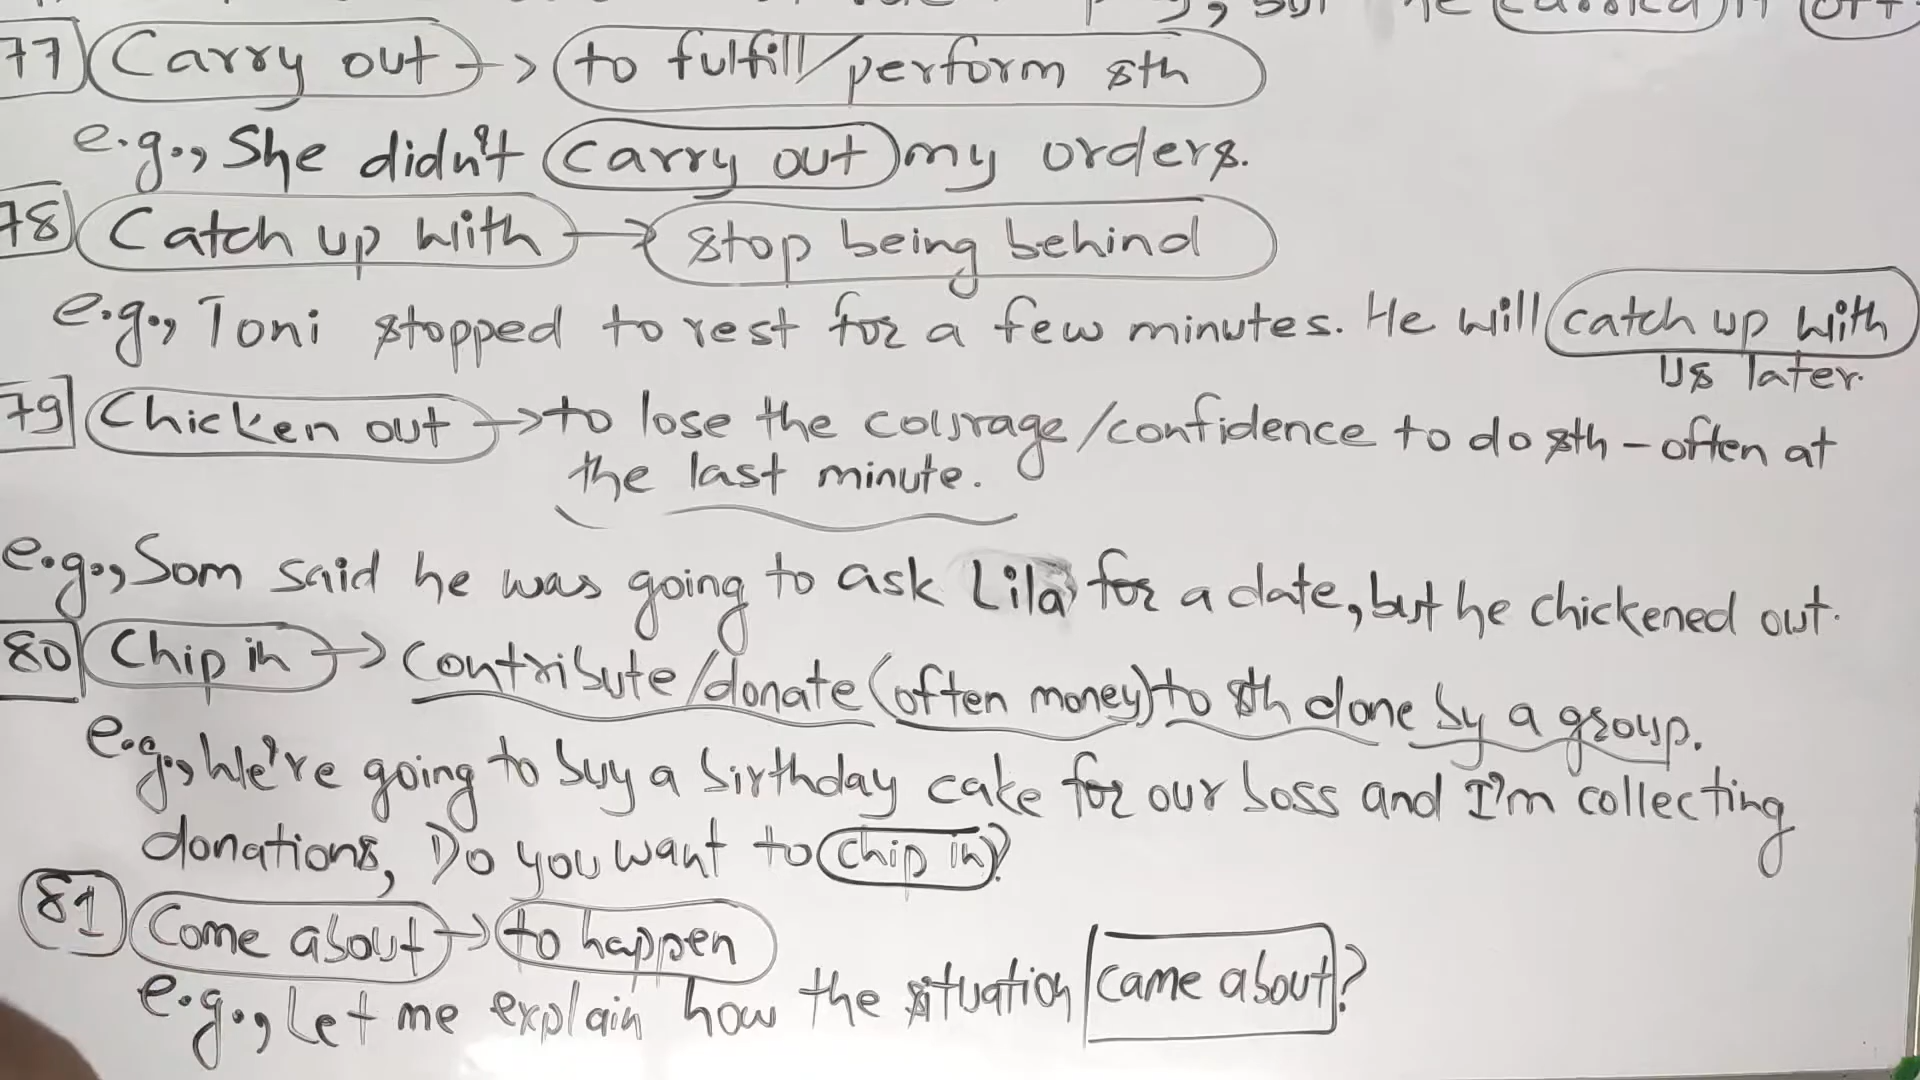 he carried it off
77 Carry out → to fulfill/perform sth
e.g., She didn't carry out my orders.
78 Catch up with → stop being behind
e.g., Toni stopped to rest for a few minutes. He will catch up with
us later.
79 Chicken out → to lose the courage/confidence to do sth - often at
the last minute.
e.g., Som said he was going to ask Lila for a date, but he chickened out.
80 Chip in → contribute/donate (often money) to sth done by a group.
e.g., We're going to buy a birthday cake for our boss and I'm collecting
donations, Do you want to chip in?
81 Come about → to happen
e.g., Let me explain how the situation came about?